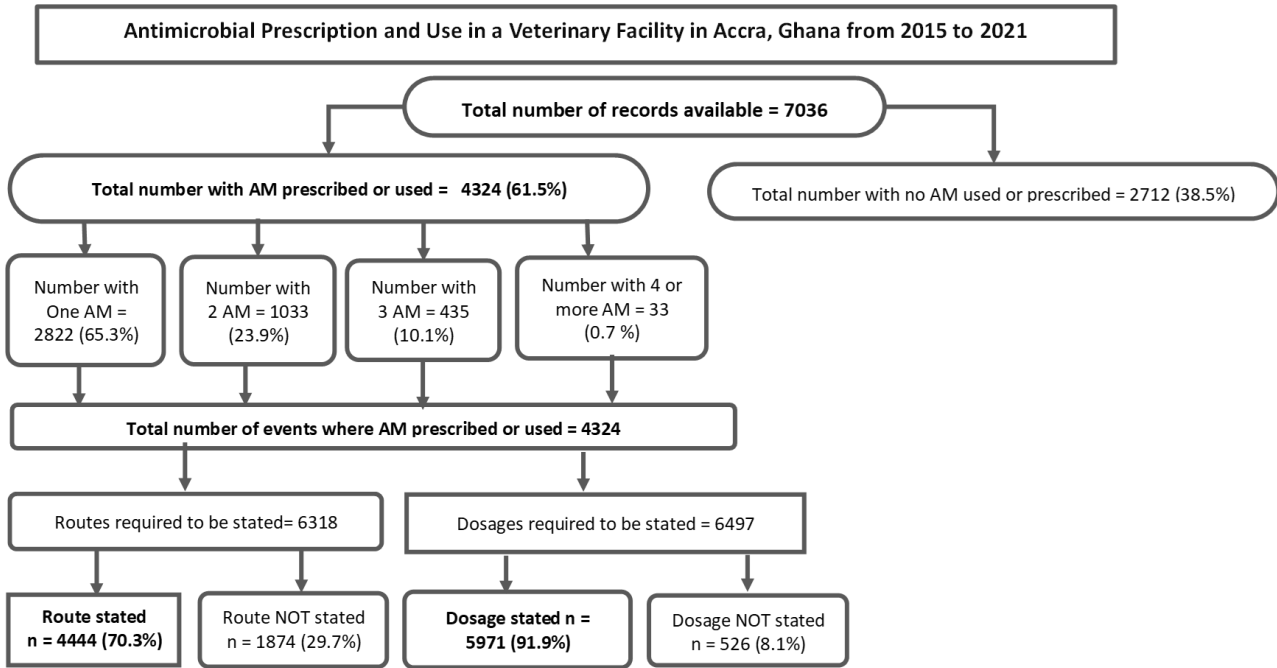 Antimicrobial Prescription and Use in a Veterinary Facility in Accra, Ghana from 2015 to 2021
Total number of records available = 7036
Total number with AM prescribed or used =  4324 (61.5%)
Total number with no AM used or prescribed = 2712 (38.5%)
Number with
One AM =
2822 (65.3%)
Number with
2 AM = 1033
(23.9%)
Number with
3 AM = 435
(10.1%)
Number with 4 or
more AM = 33
(0.7 %)
Total number of events where AM prescribed or used = 4324
Routes required to be stated= 6318
Dosages required to be stated = 6497
Route stated
n = 4444 (70.3%)
Route NOT stated
n = 1874 (29.7%)
Dosage stated n =
5971 (91.9%)
Dosage NOT stated
n = 526 (8.1%)